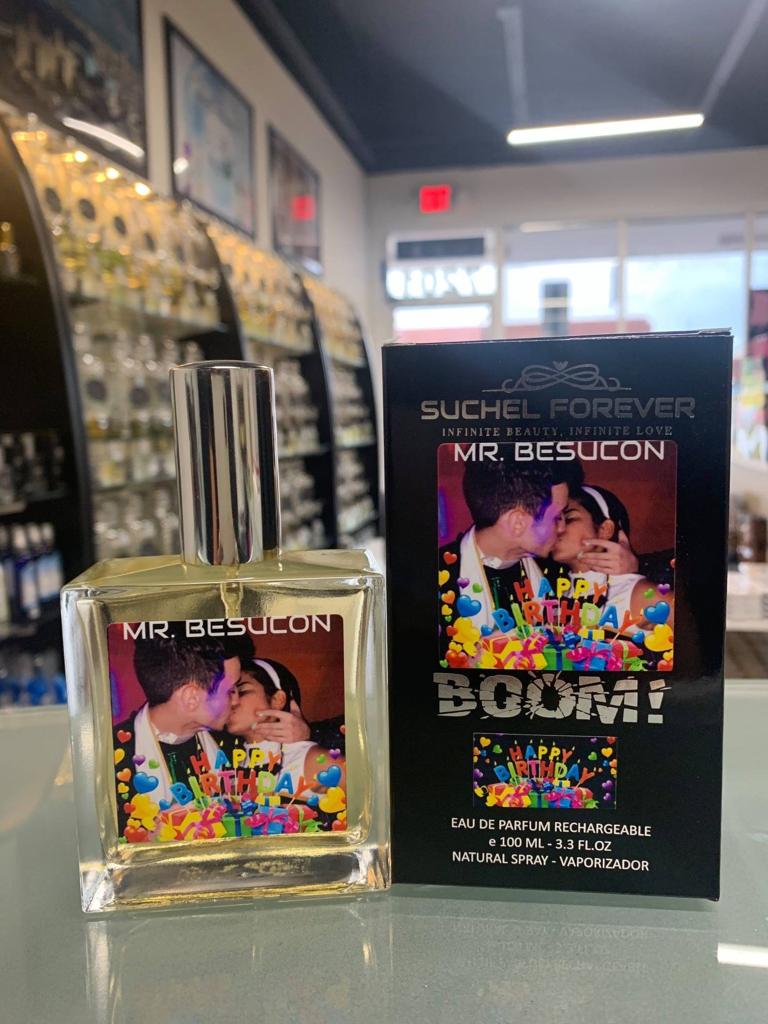 MR. BESUCON
HAPPY
BIRTHDAY
SUCHEL FOREVER
INFINITE BEAUTY, INFINITE LOVE
MR. BESUCON
HAPPY
BIRTHDAY
BOOM!
HAPPY
BIRTHDAY
EAU DE PARFUM RECHARGEABLE
e 100 ML - 3.3 FL.OZ
NATURAL SPRAY - VAPORIZADOR